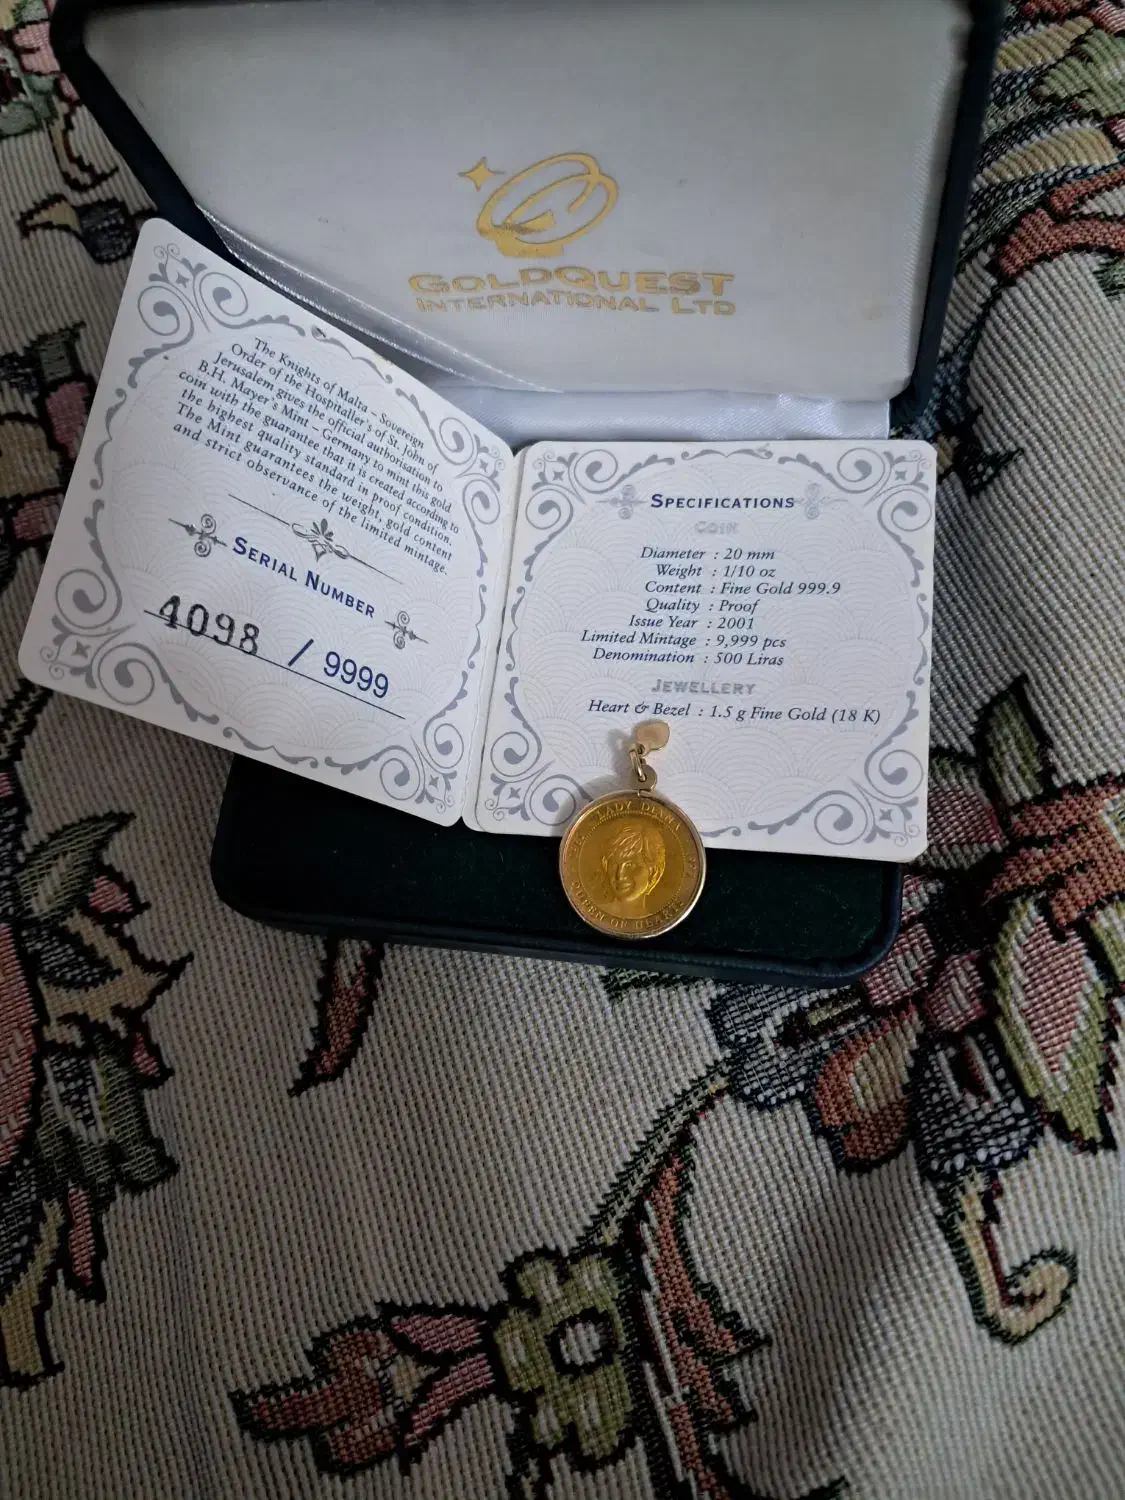 GOLDQUEST
INTERNATIONAL LTD
The Knights of Malta – Sovereign
Order of the Hospitaller's of St. John of
Jerusalem gives the official authorisation to
B.H. Mayer's Mint – Germany to mint this gold
coin with the guarantee that it is created according to
the highest quality standard in proof condition.
The Mint guarantees the weight, gold content
and strict observance of the limited mintage.
SERIAL NUMBER
4098 / 9999
SPECIFICATIONS
COIN
Diameter : 20 mm
Weight : 1/10 oz
Content : Fine Gold 999.9
Quality : Proof
Issue Year : 2001
Limited Mintage : 9,999 pcs
Denomination : 500 Liras
JEWELLERY
Heart & Bezel : 1.5 g Fine Gold (18 K)
LADY DIANA
QUEEN OF HEARTS